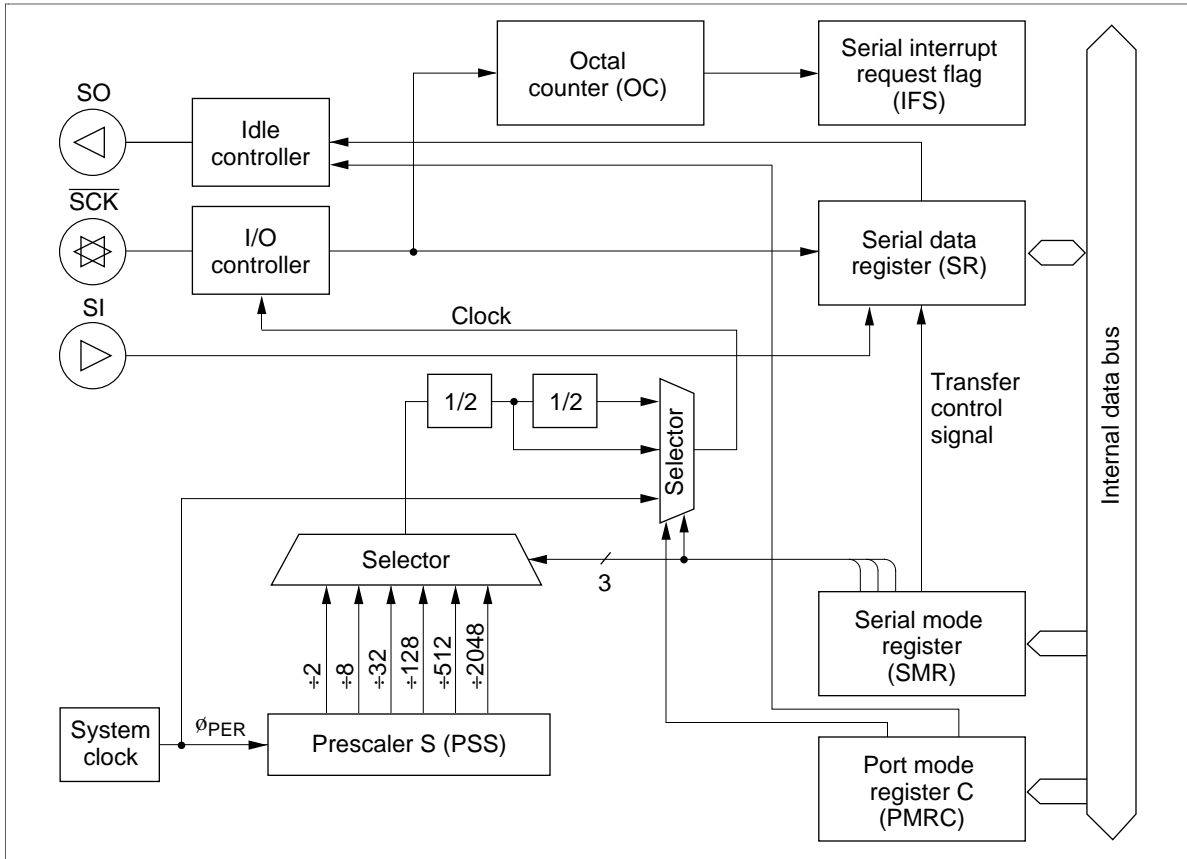 Octal
counter (OC)
Serial interrupt
request flag
(IFS)
SO
Idle
controller
SCK
I/O
controller
Serial data
register (SR)
SI
Clock
1/2
1/2
Selector
Transfer
control
signal
Internal data bus
Selector
3
÷2
÷8
÷32
÷128
÷512
÷2048
Serial mode
register
(SMR)
System
clock
øPER
Prescaler S (PSS)
Port mode
register C
(PMRC)